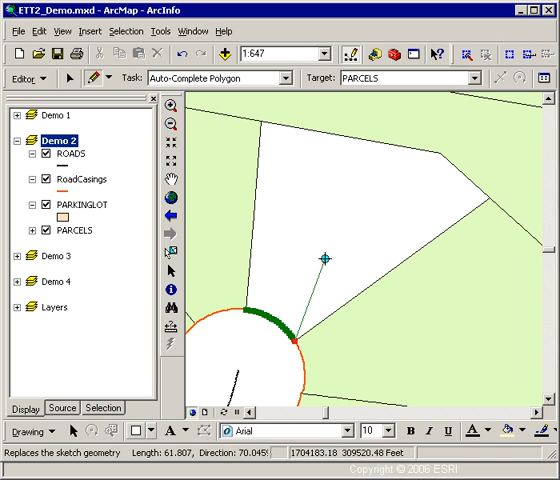 ETT2_Demo.mxd - ArcMap - ArcInfo
File Edit View Insert Selection Tools Window Help
1:647
Editor Task: Auto-Complete Polygon Target: PARCELS
Demo 1
Demo 2
ROADS
RoadCasings
PARKINGLOT
PARCELS
Demo 3
Demo 4
Layers
Display Source Selection
Drawing A Arial 10 B I U A
Replaces the sketch geometry Length: 61.807, Direction: 70.0459 1704183.18 309520.48 Feet
Copyright © 2006 ESRI